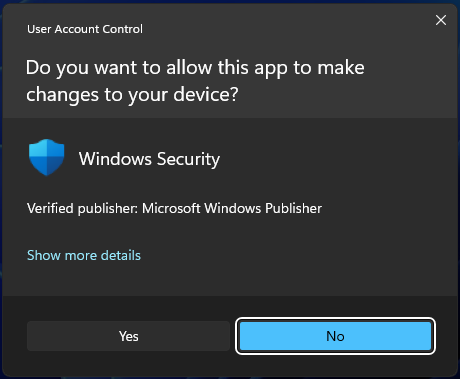 User Account Control
Do you want to allow this app to make
changes to your device?
Windows Security
Verified publisher: Microsoft Windows Publisher
Show more details
Yes
No